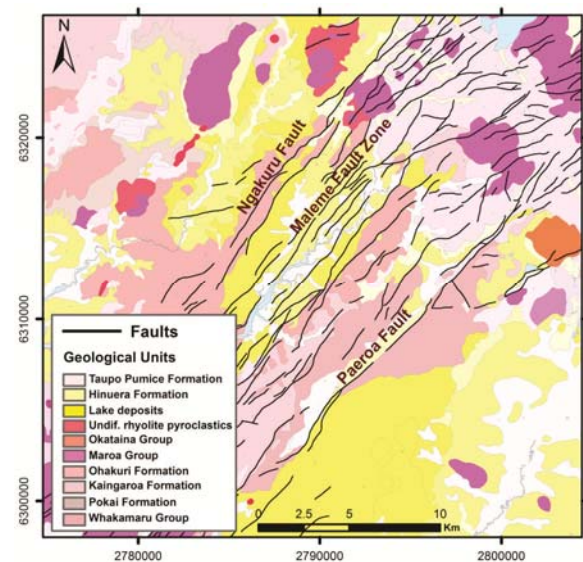 N
6320000
6310000
6300000
Ngakuru Fault
Maleme Fault Zone
Paeroa Fault
Faults
Geological Units
Taupo Pumice Formation
Hinuera Formation
Lake deposits
Undif. rhyolite pyroclastics
Okataina Group
Maroa Group
Ohakuri Formation
Kaingaroa Formation
Pokai Formation
Whakamaru Group
0 2.5 5 10
Km
2780000 2790000 2800000